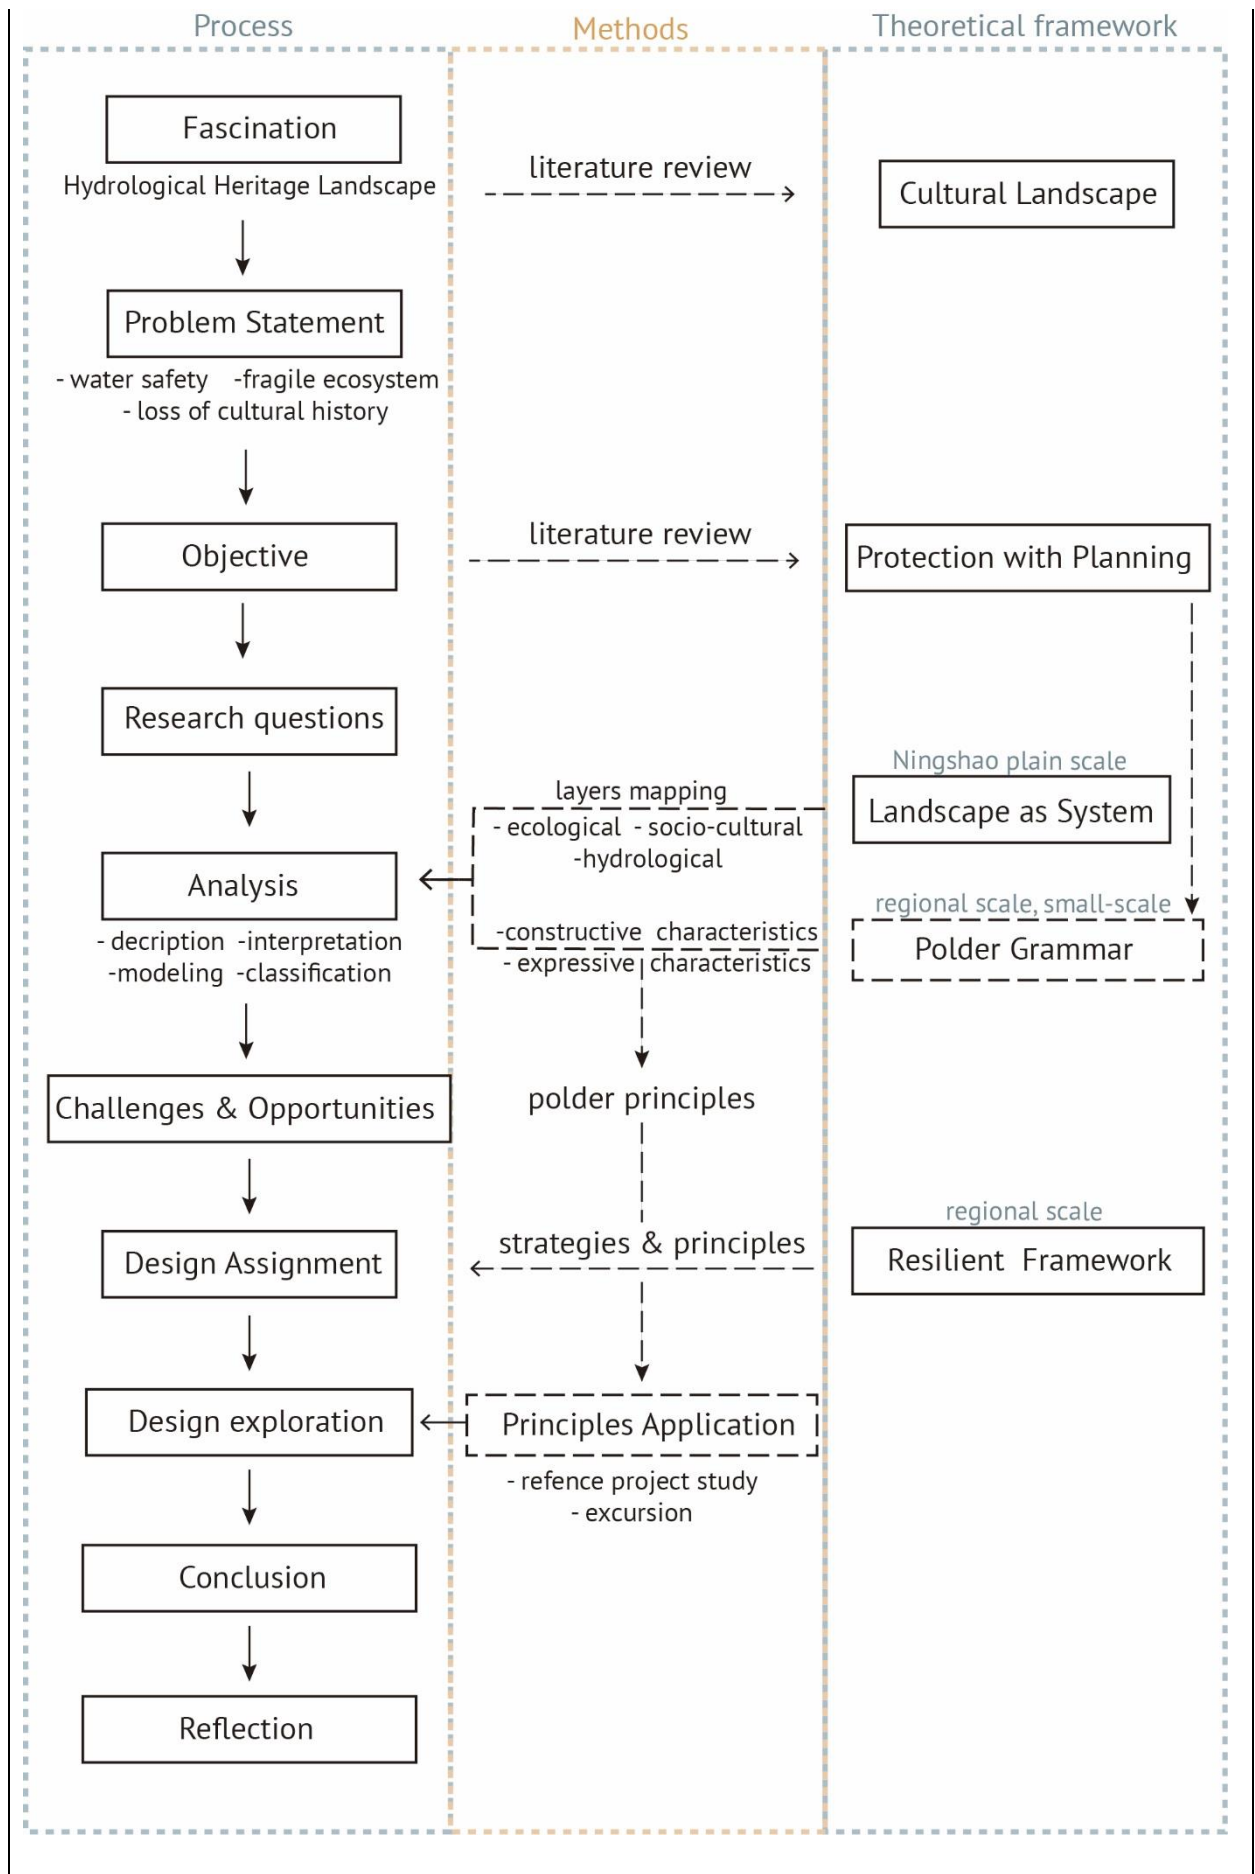 Process
Methods
Theoretical framework
Fascination
Hydrological Heritage Landscape
literature review
Cultural Landscape
Problem Statement
- water safety -fragile ecosystem
- loss of cultural history
Objective
literature review
Protection with Planning
Research questions
Ningshao plain scale
layers mapping
Landscape as System
- ecological - socio-cultural
-hydrological
Analysis
- decription -interpretation
-modeling -classification
regional scale, small-scale
-constructive characteristics
Polder Grammar
- expressive characteristics
Challenges & Opportunities
polder principles
regional scale
Design Assignment
strategies & principles
Resilient Framework
Design exploration
Principles Application
- refence project study
- excursion
Conclusion
Reflection